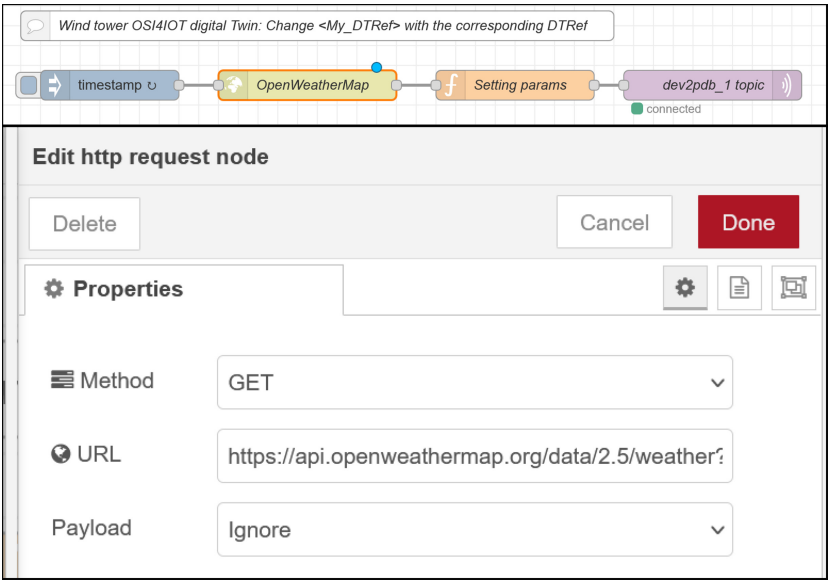 Wind tower OSI4IOT digital Twin: Change <My_DTRef> with the corresponding DTRef
timestamp ↻
OpenWeatherMap
Setting params
dev2pdb_1 topic
connected
Edit http request node
Delete
Cancel
Done
Properties
Method
GET
URL
https://api.openweathermap.org/data/2.5/weather?
Payload
Ignore